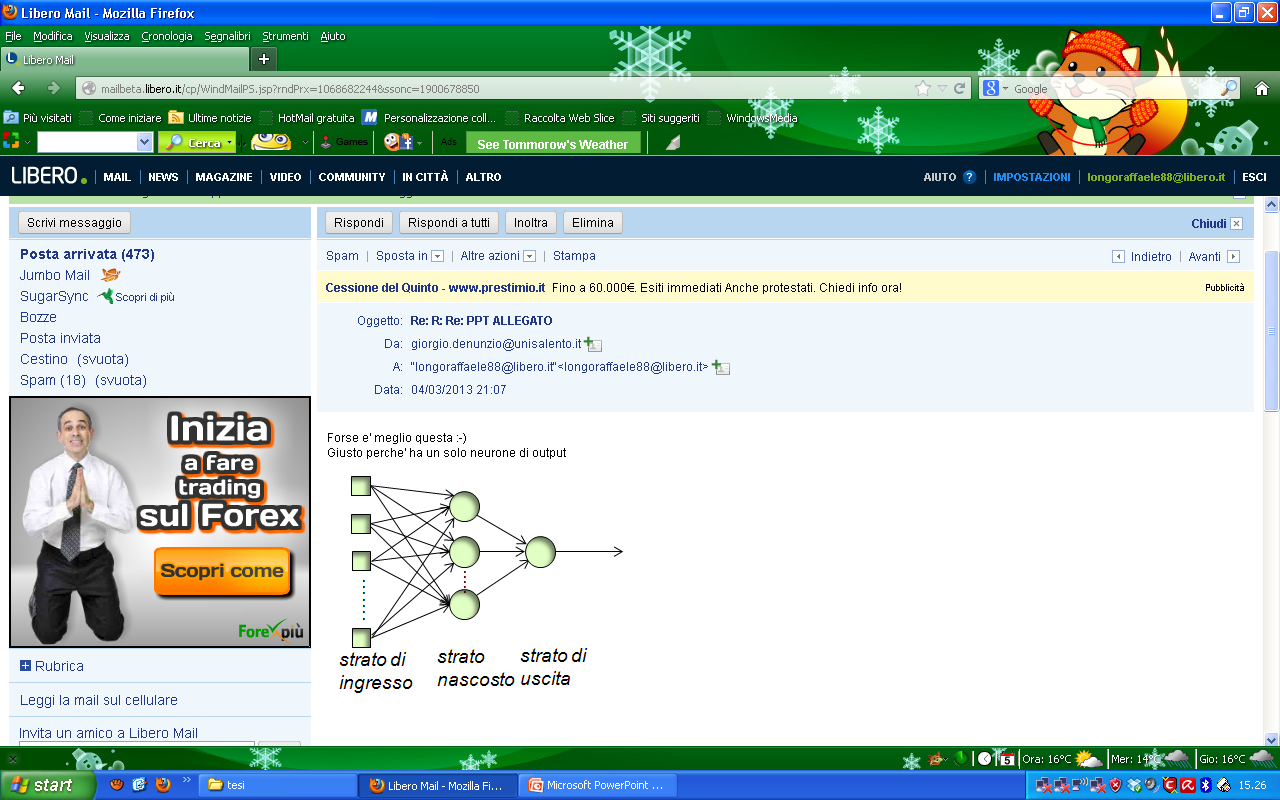 Libero Mail - Mozilla Firefox
File Modifica Visualizza Cronologia Segnalibri Strumenti Aiuto
Libero Mail
mailbeta.libero.it/cp/WindMailPS.jsp?rndPrx=1068682244&ssonc=1900678850
Google
Più visitati Come iniziare Ultime notizie HotMail gratuita Personalizzazione coll... Raccolta Web Slice Siti suggeriti WindowsMedia
Cerca Games Ads See Tommorow's Weather
LIBERO MAIL NEWS MAGAZINE VIDEO COMMUNITY IN CITTÀ ALTRO AIUTO ? IMPOSTAZIONI longoraffaele88@libero.it ESCI
Scrivi messaggio
Posta arrivata (473)
Jumbo Mail
SugarSync Scopri di più
Bozze
Posta inviata
Cestino (svuota)
Spam (18) (svuota)
Inizia
a fare
trading
sul Forex
Scopri come
Forexpiù
Rubrica
Leggi la mail sul cellulare
Invita un amico a Libero Mail
Rispondi Rispondi a tutti Inoltra Elimina Chiudi
Spam Sposta in Altre azioni Stampa Indietro Avanti
Cessione del Quinto - www.prestimio.it Fino a 60.000€. Esiti immediati Anche protestati. Chiedi info ora! Pubblicità
Oggetto: Re: R: Re: PPT ALLEGATO
Da: giorgio.denunzio@unisalento.it
A: "longoraffaele88@libero.it"<longoraffaele88@libero.it>
Data: 04/03/2013 21:07
Forse e' meglio questa :-)
Giusto perche' ha un solo neurone di output
strato di strato strato di
ingresso nascosto uscita
5 Ora: 16°C Mer: 14°C Gio: 16°C
start tesi Libero Mail - Mozilla Fi... Microsoft PowerPoint ... 15.26